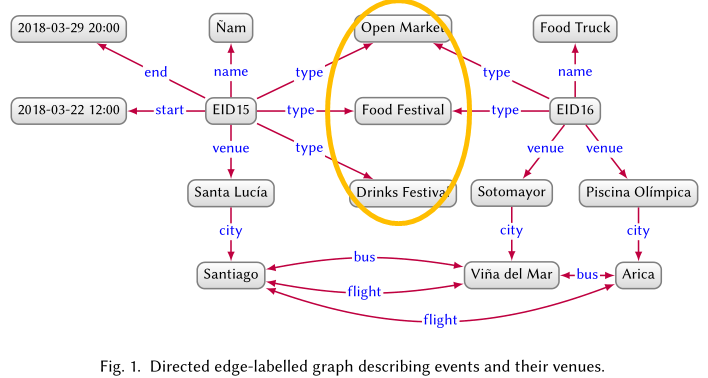 2018-03-29 20:00
Ñam
Open Market
Food Truck
end
name
type
type
name
2018-03-22 12:00
start
EID15
type
Food Festival
type
EID16
venue
type
venue
venue
Santa Lucía
Drinks Festival
Sotomayor
Piscina Olímpica
city
city
city
Santiago
bus
Viña del Mar
bus
Arica
flight
flight
Fig. 1. Directed edge-labelled graph describing events and their venues.